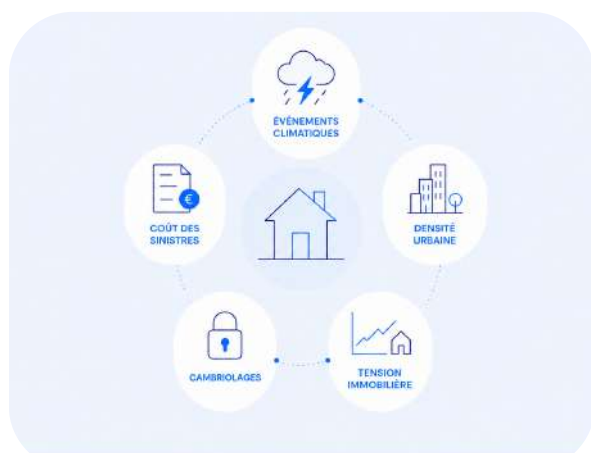 ÉVÉNEMENTS
CLIMATIQUES
COÛT DES
SINISTRES
€
DENSITÉ
URBAINE
CAMBRIOLAGES
TENSION
IMMOBILIÈRE